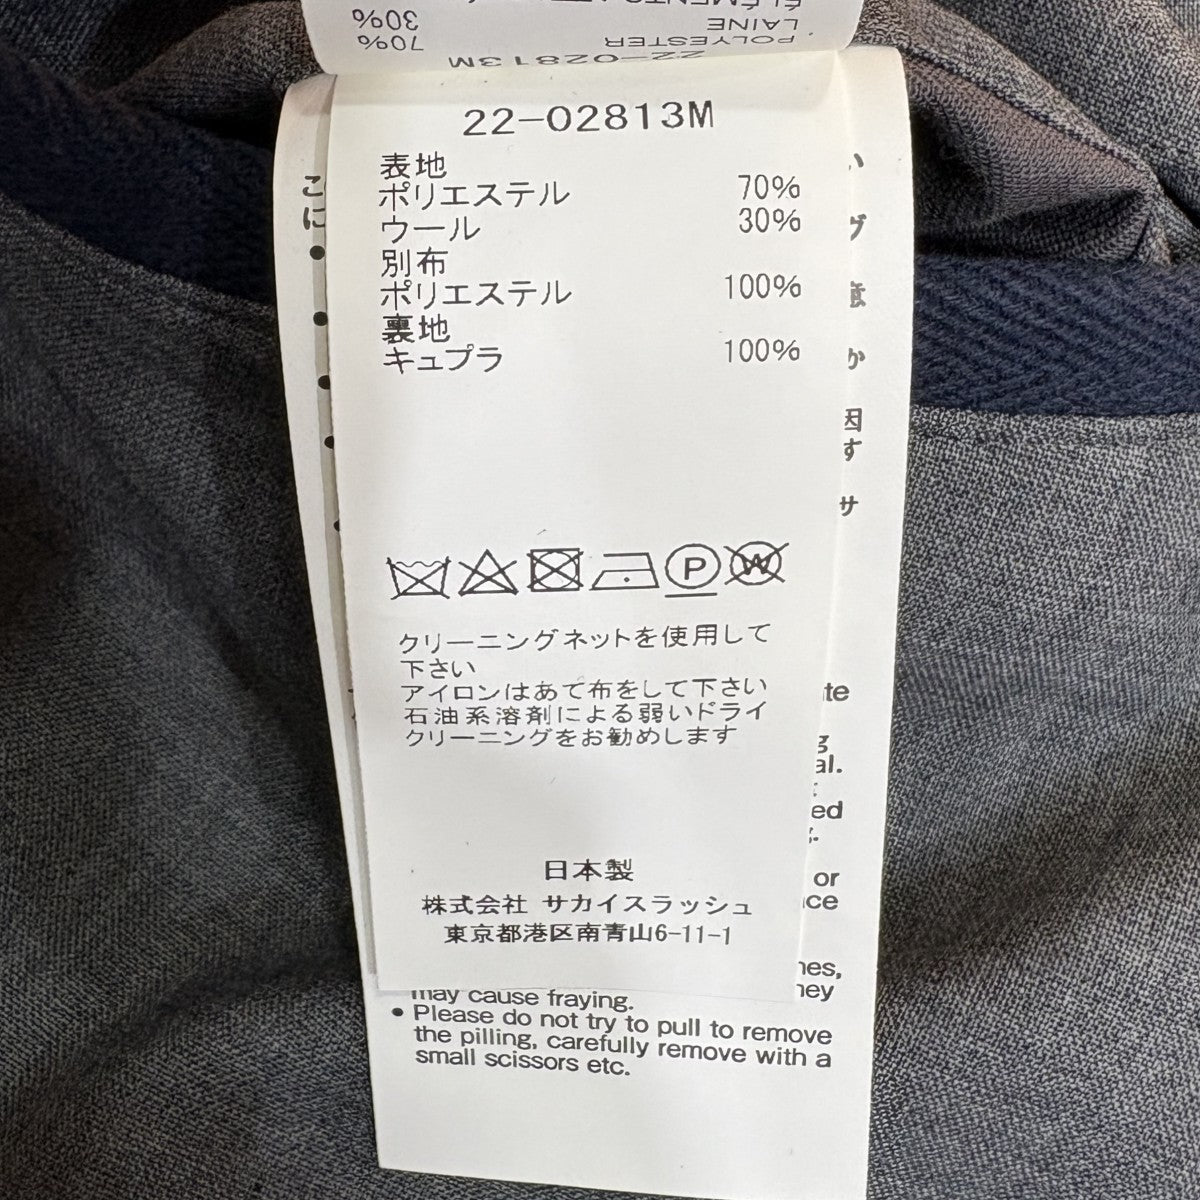 ÉLÉMENTS
LAINE 30%
POLYESTER 70%
22-02813M
22-02813M
表地
ポリエステル 70%
ウール 30%
別布
ポリエステル 100%
裏地
キュプラ 100%
P W
クリーニングネットを使用して
下さい
アイロンはあて布をして下さい
石油系溶剤による弱いドライ
クリーニングをお勧めします
日本製
株式会社 サカイスラッシュ
東京都港区南青山6-11-1
may cause fraying.
• Please do not try to pull to remove
the pilling, carefully remove with a
small scissors etc.